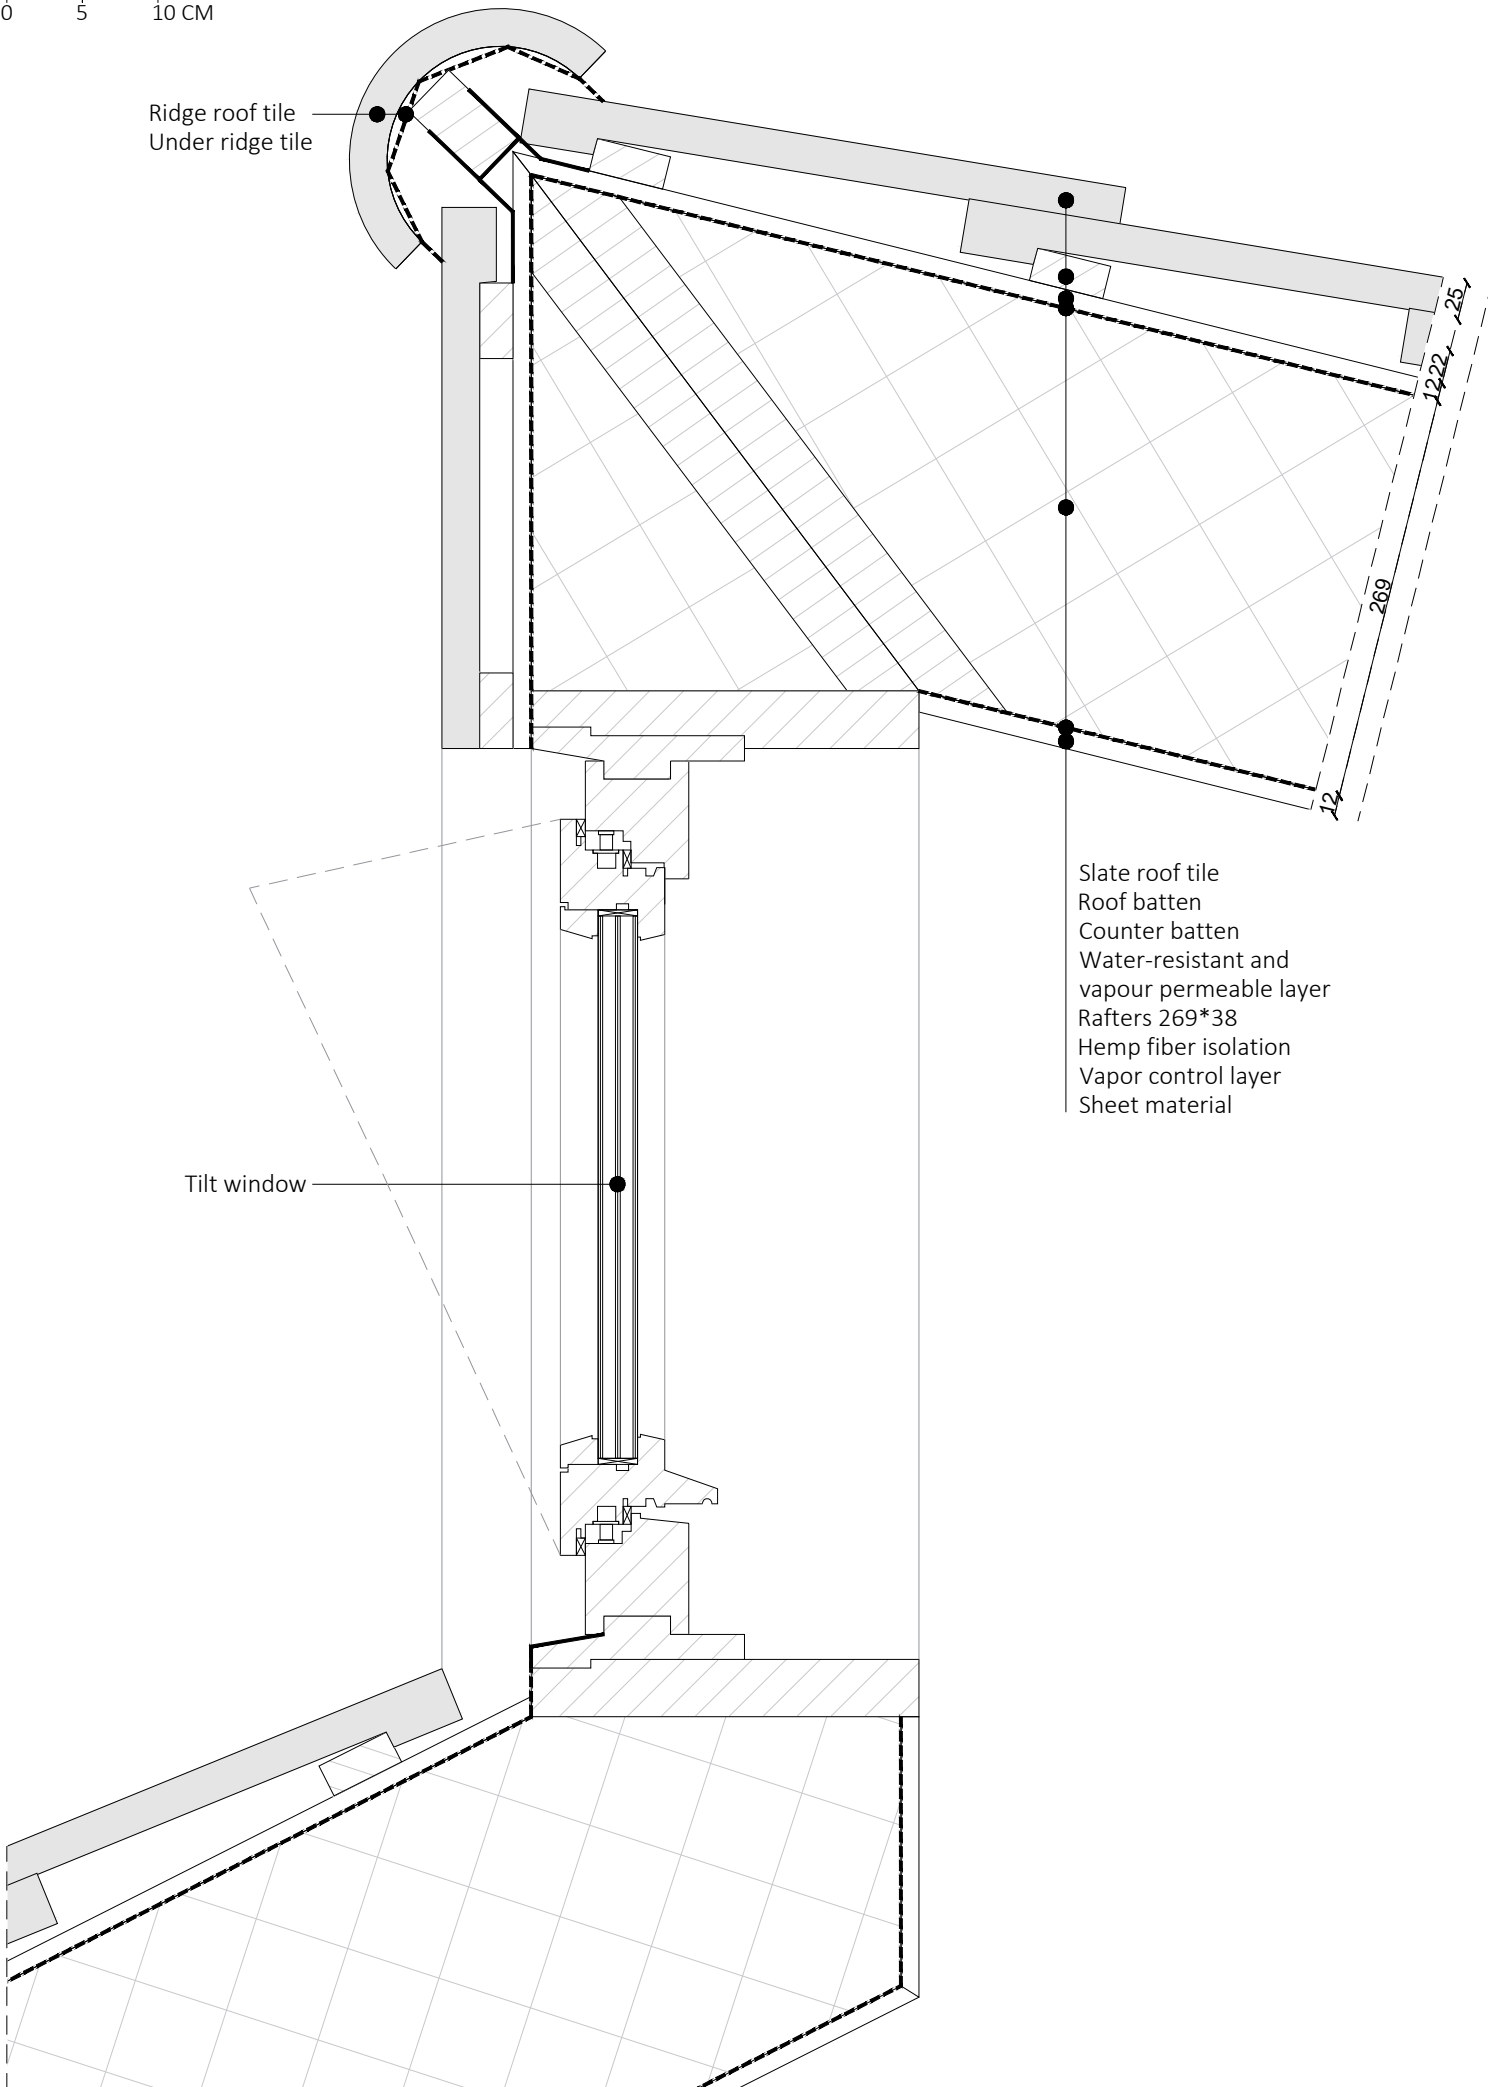 0 5 10 CM
Ridge roof tile
Under ridge tile
25
22
12
269
12
Slate roof tile
Roof batten
Counter batten
Water-resistant and
vapour permeable layer
Rafters 269*38
Hemp fiber isolation
Vapor control layer
Sheet material
Tilt window